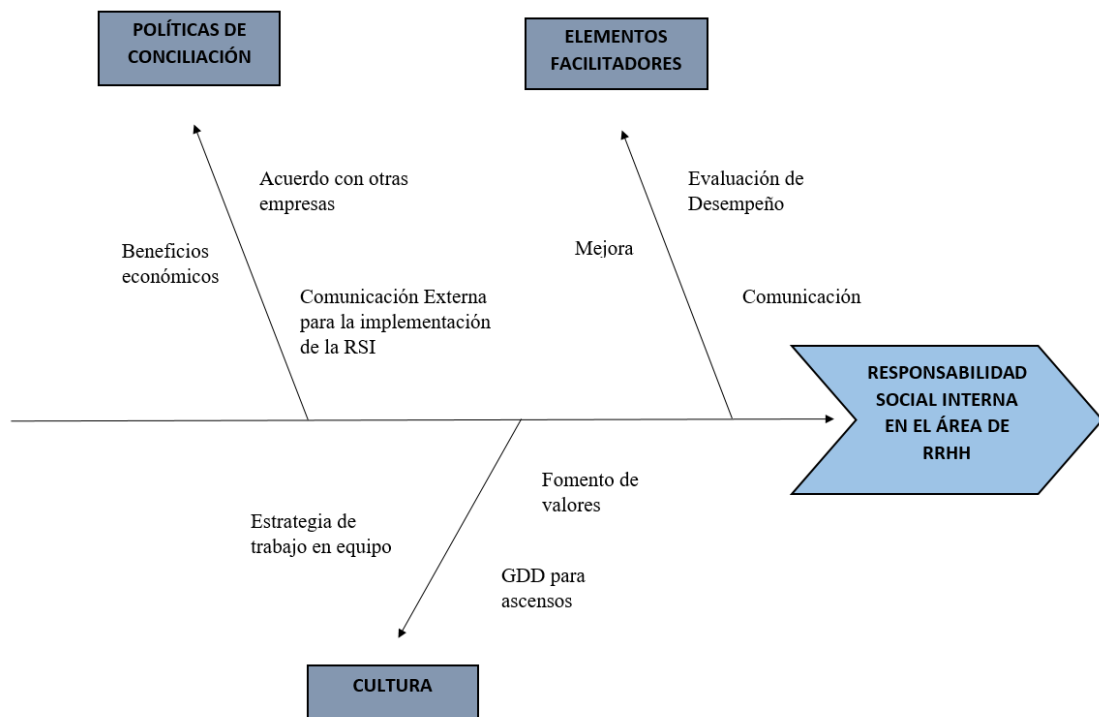 POLÍTICAS DE
CONCILIACIÓN
ELEMENTOS
FACILITADORES
Acuerdo con otras
empresas
Beneficios
económicos
Comunicación Externa
para la implementación
de la RSI
Evaluación de
Desempeño
Mejora
Comunicación
RESPONSABILIDAD
SOCIAL INTERNA
EN EL ÁREA DE
RRHH
Fomento de
valores
Estrategia de
trabajo en equipo
GDD para
ascensos
CULTURA